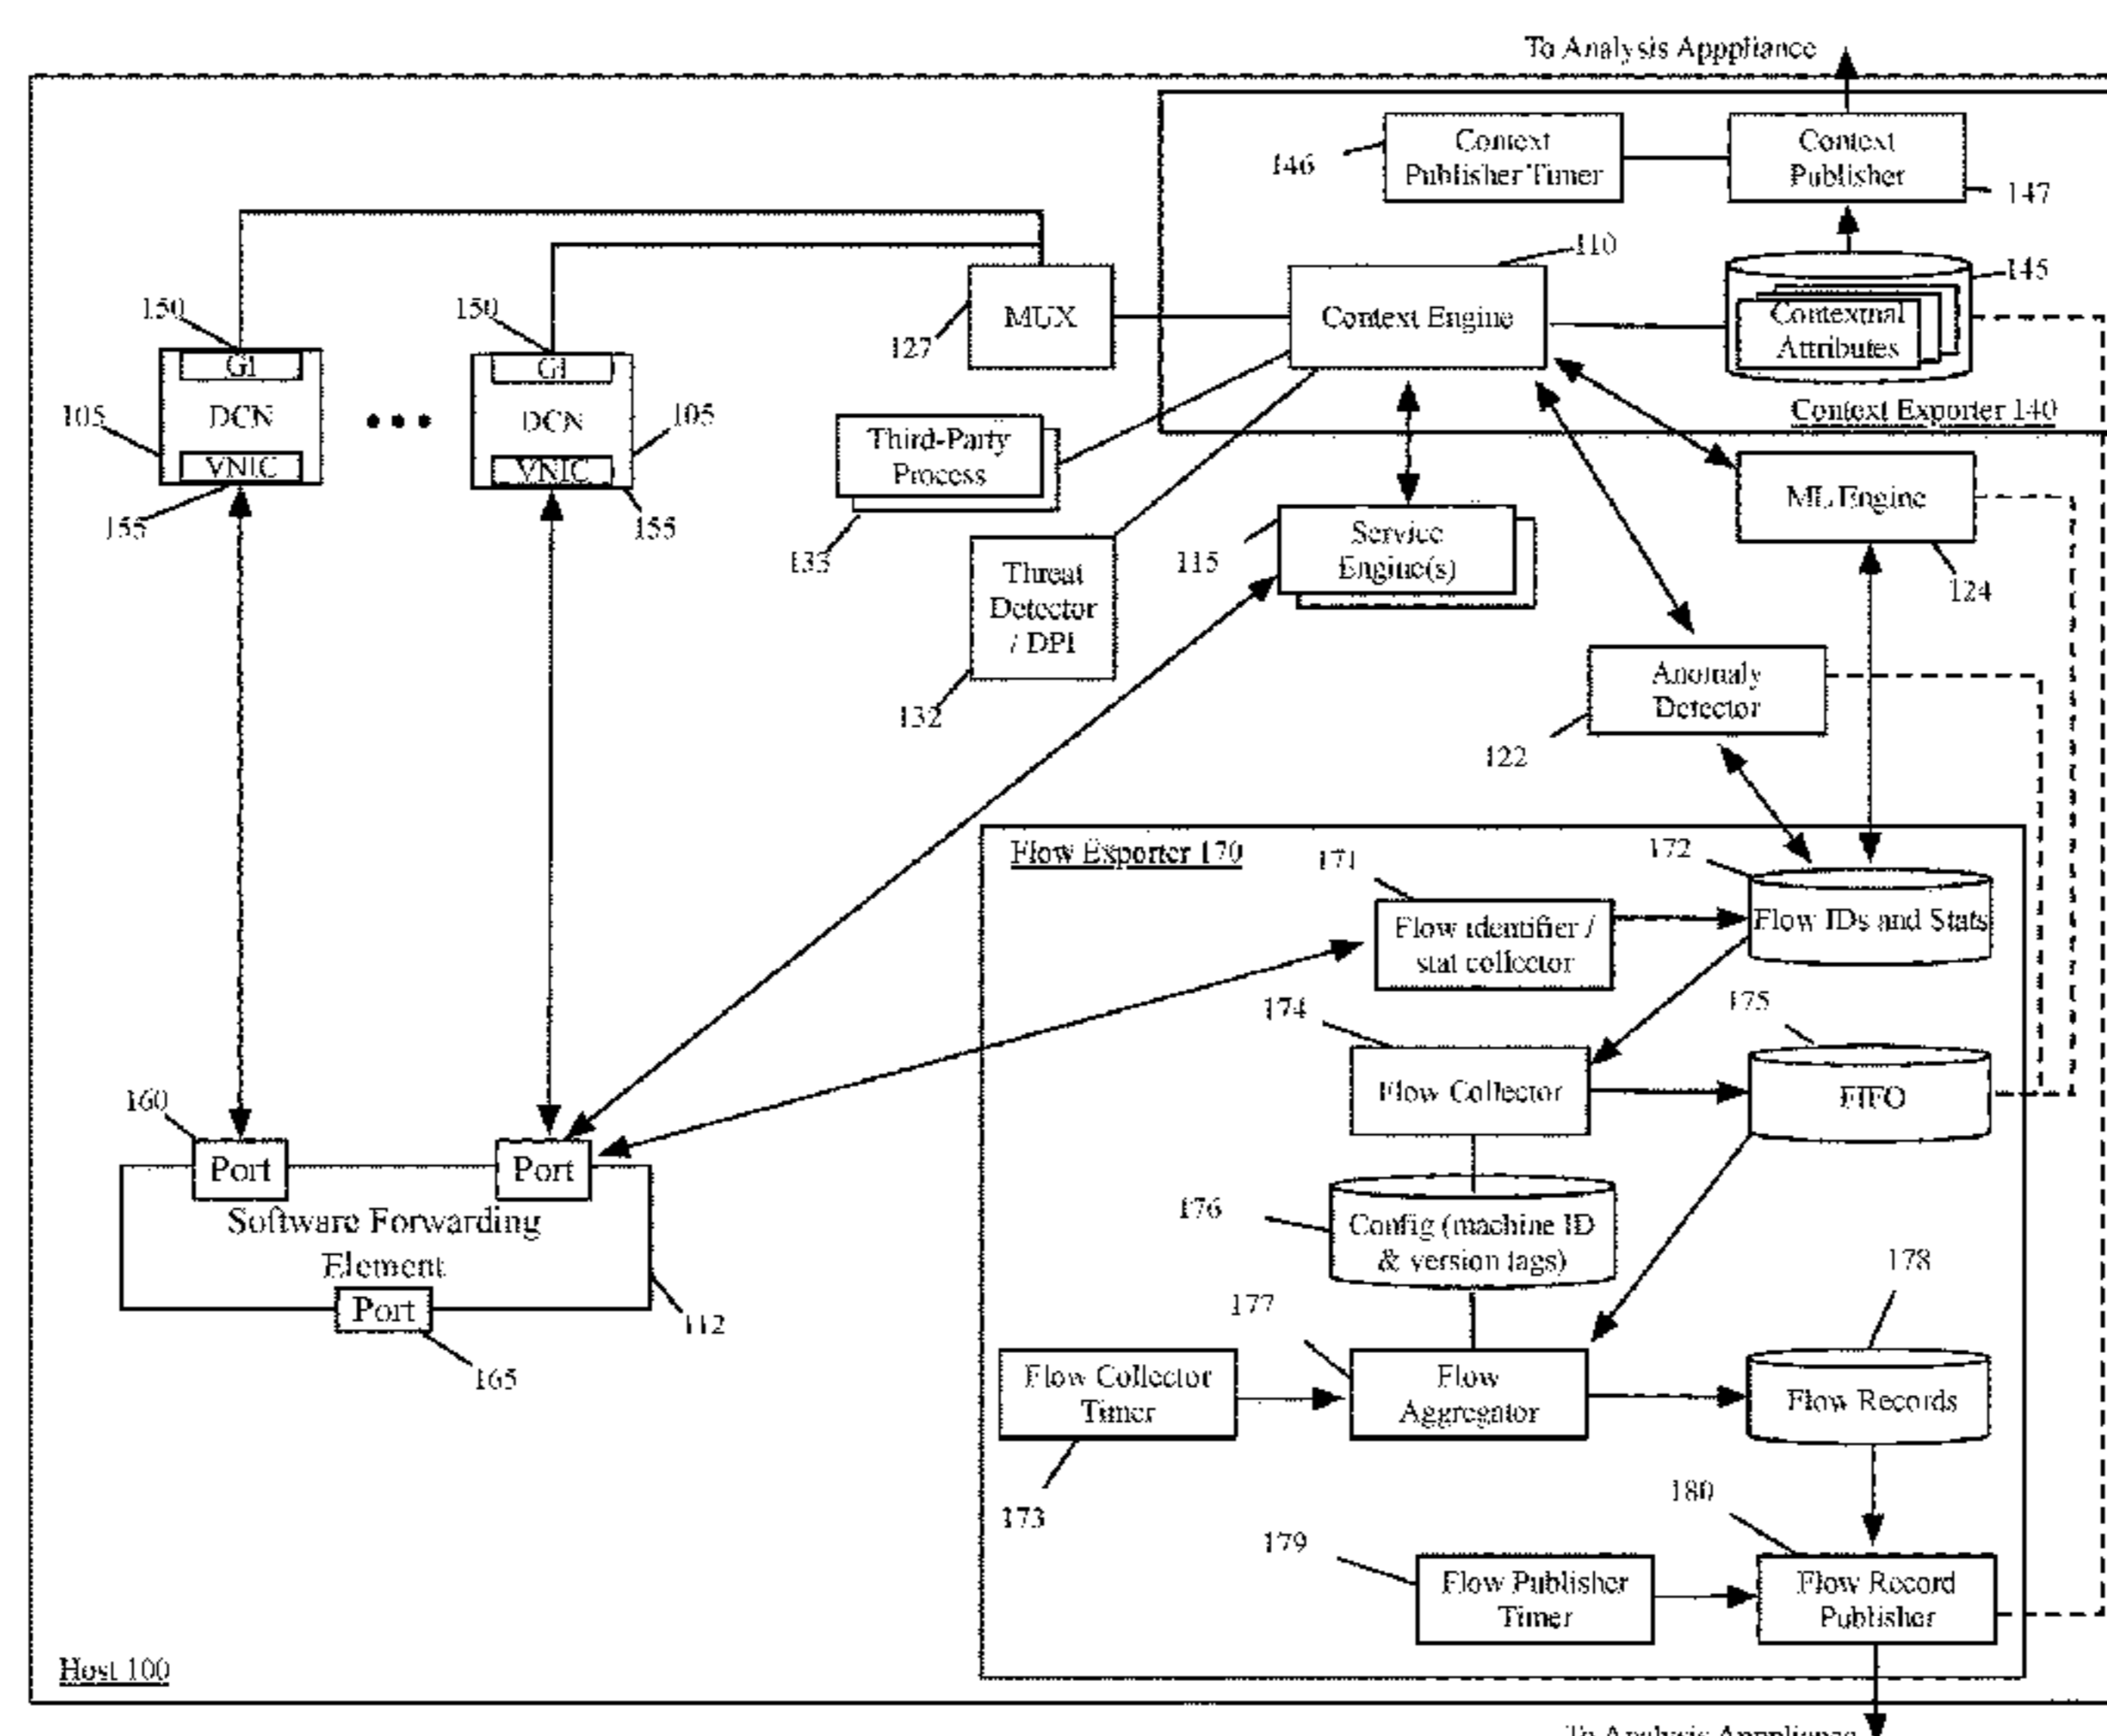 To Analysis Apppliance
Context
Publisher Timer
146
Context
Publisher
147
110
145
MUX
127
Context Engine
Contextual
Attributes
Context Exporter 140
150
GI
DCN
VNIC
105
155
150
GI
DCN
VNIC
105
155
Third-Party
Process
133
Threat
Detector
/ DPI
132
Service
Engine(s)
115
ML Engine
124
Anomaly
Detector
122
Flow Exporter 170
171
Flow identifier /
stat collector
172
Flow IDs and Stats
174
Flow Collector
175
FIFO
160
Port
Port
Software Forwarding
Element
Port
112
165
176
Config (machine ID
& version tags)
177
Flow Collector
Timer
173
Flow
Aggregator
178
Flow Records
179
Flow Publisher
Timer
180
Flow Record
Publisher
Host 100
To Analysis Apppliance